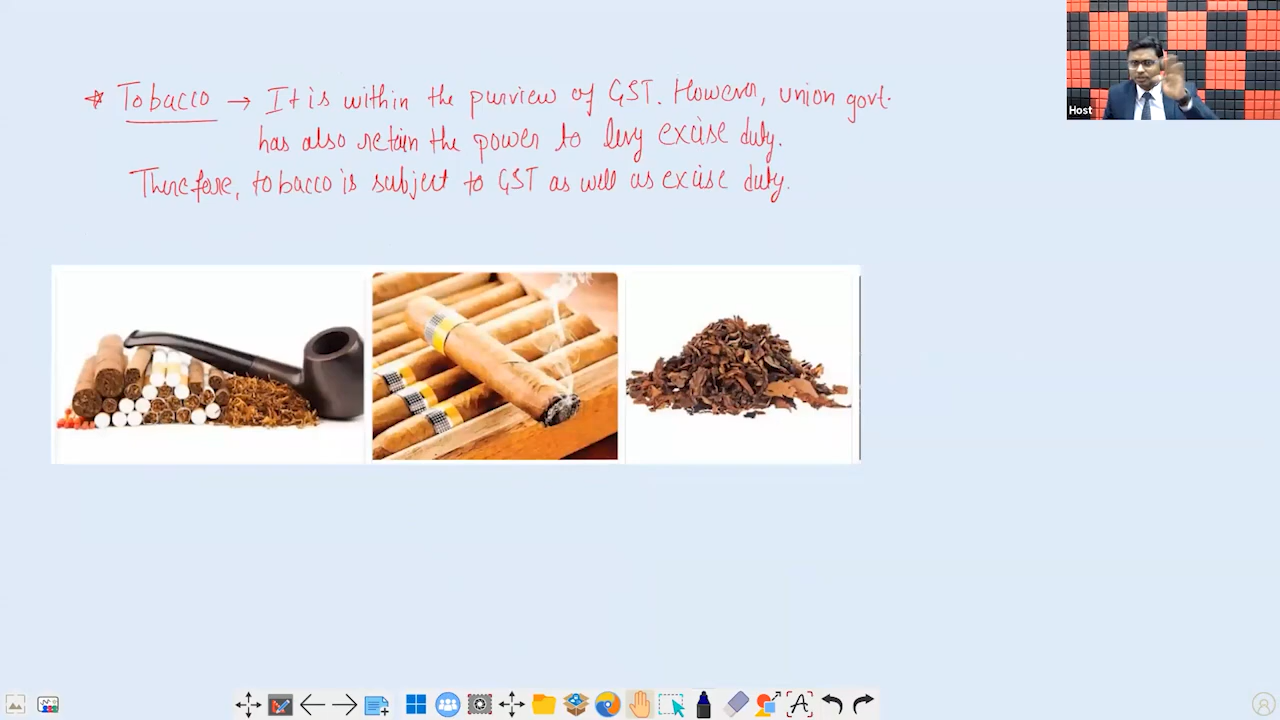 * Tobacco → It is within the purview of GST. However, union govt.
has also retain the power to levy excise duty.
Therefore, tobacco is subject to GST as well as excise duty.
Host